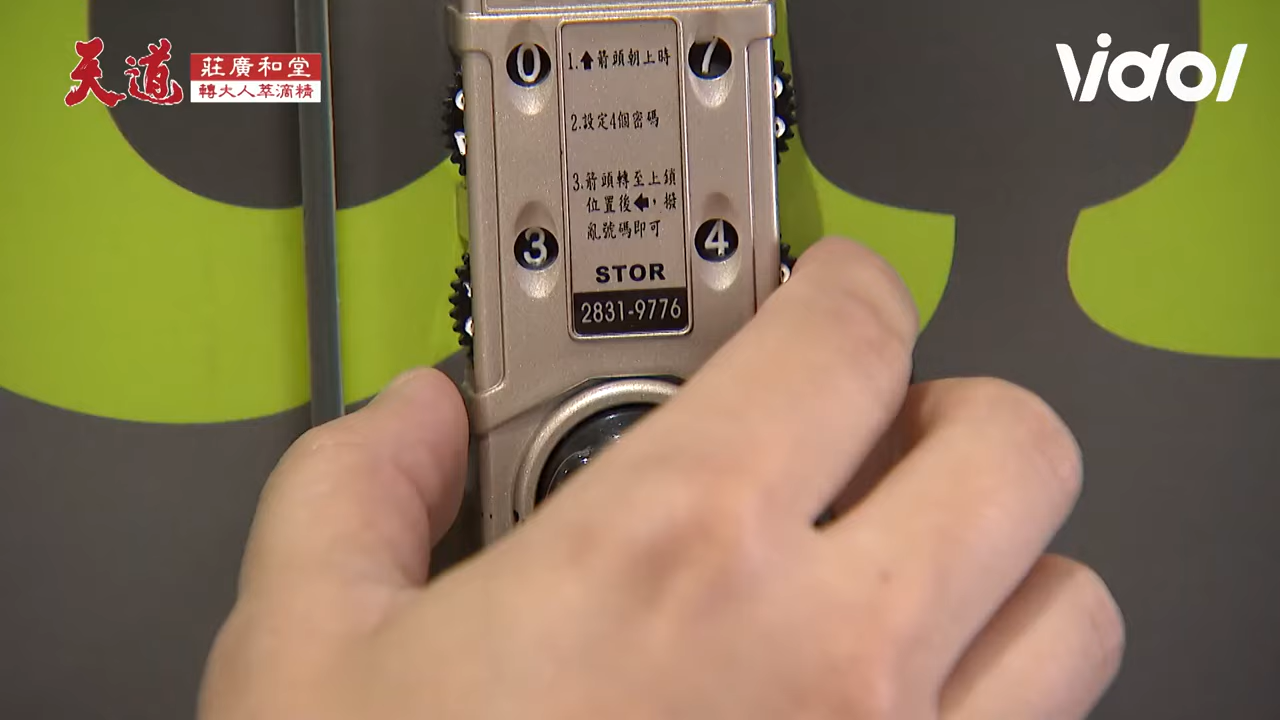 天道
莊廣和堂
轉大人萃滴精
vidol
0
7
1.⬆箭頭朝上時
2.設定4個密碼
3.箭頭轉至上鎖
位置後⬅,撥
亂號碼即可
3
4
STOR
2831-9776